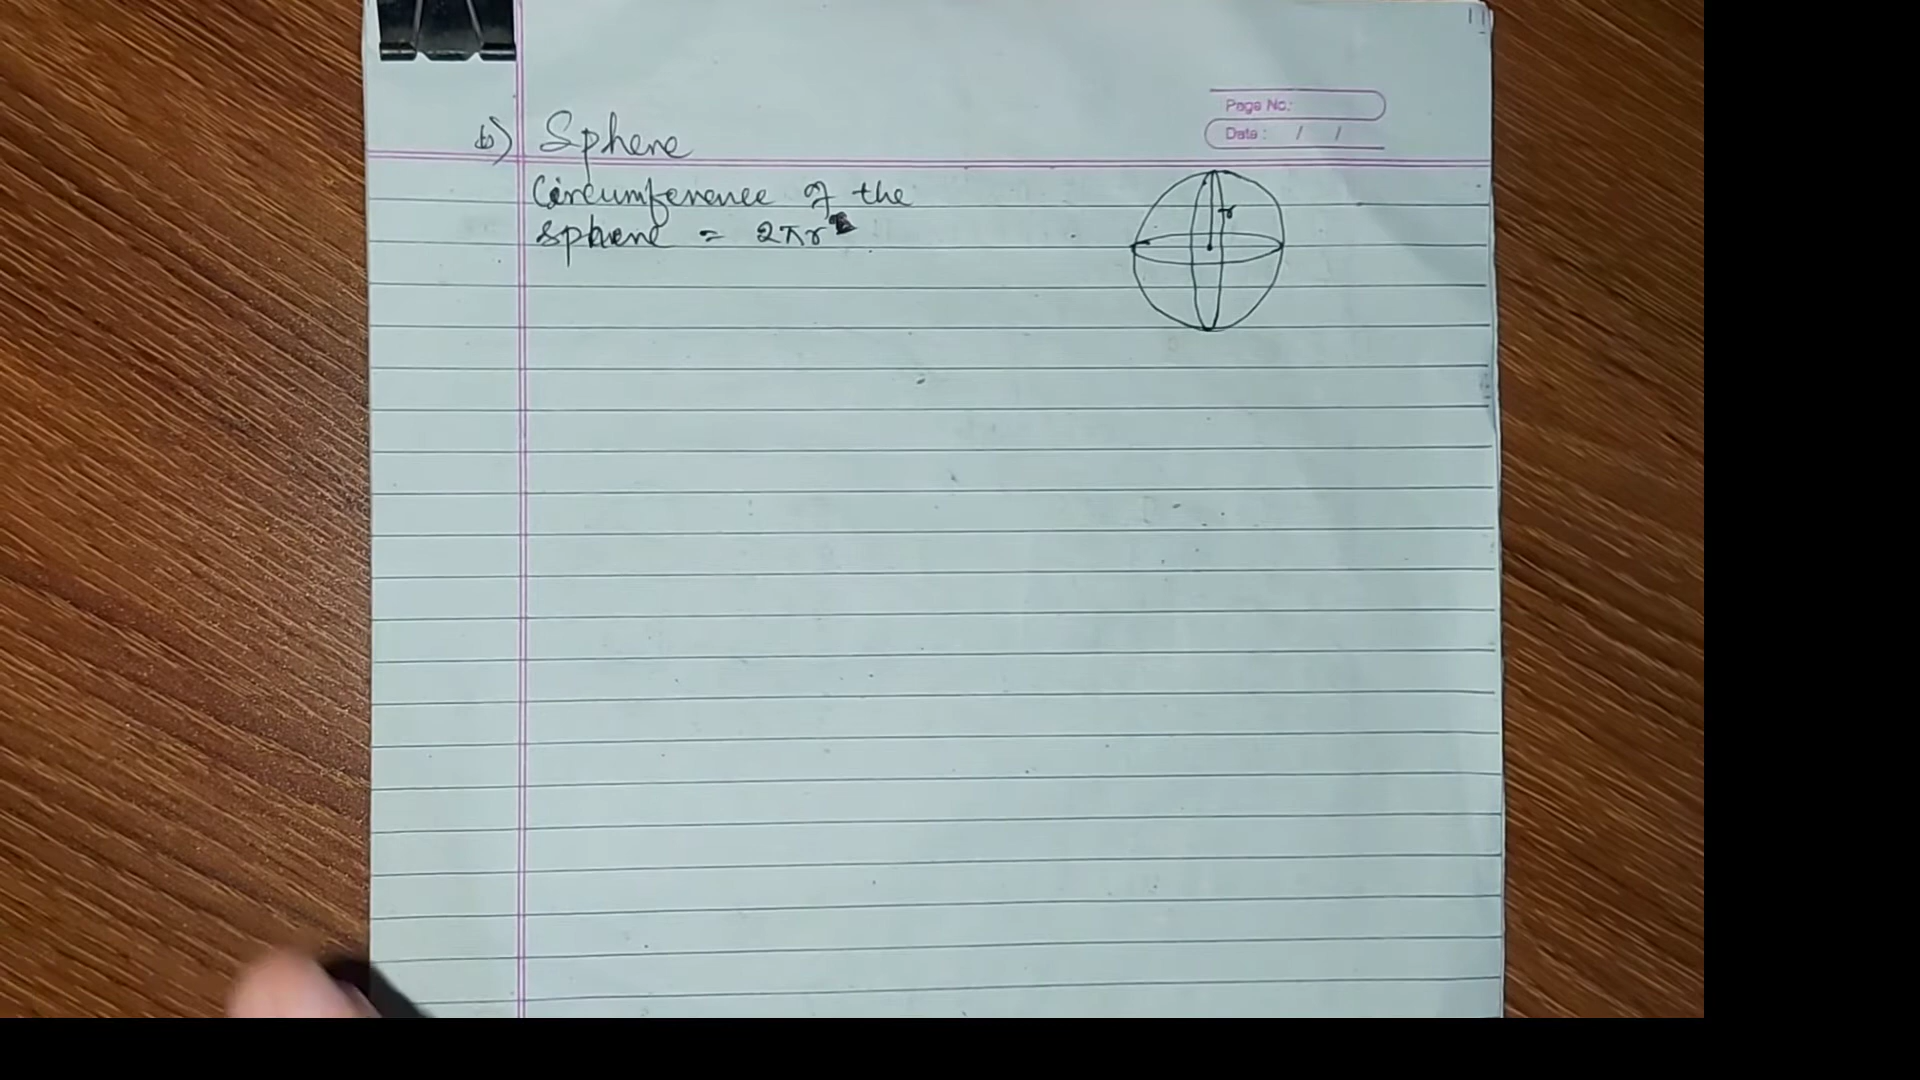 Page No.:
Date : / /
b) Sphere
Circumference of the
sphere = 2πr
r